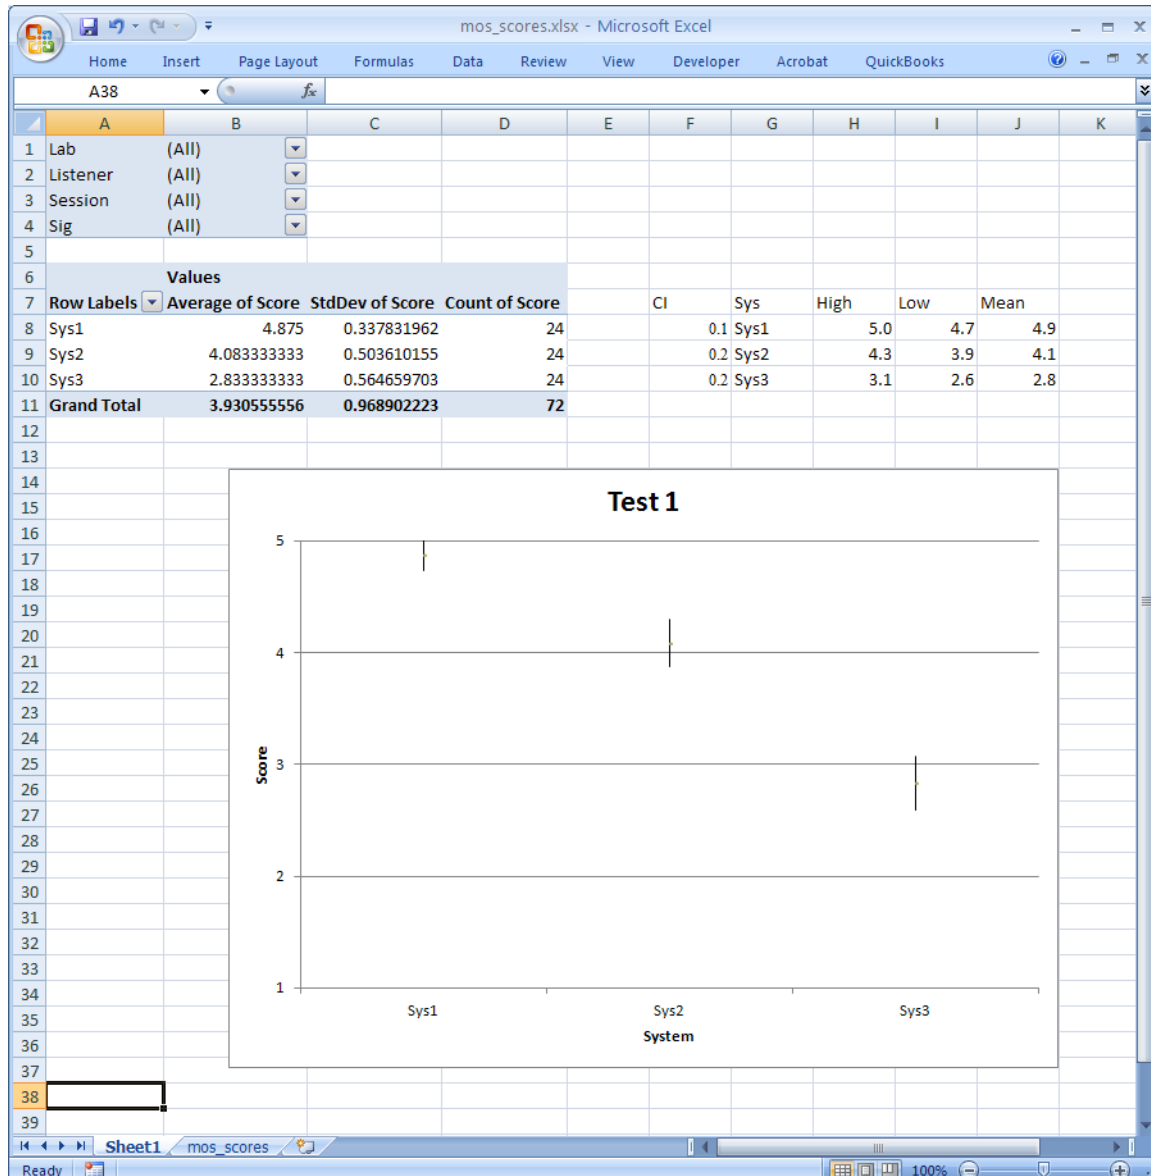 mos_scores.xlsx - Microsoft Excel
Home Insert Page Layout Formulas Data Review View Developer Acrobat QuickBooks
A38 fx
A B C D E F G H I J K
1 Lab (All)
2 Listener (All)
3 Session (All)
4 Sig (All)
5
6 Values
7 Row Labels Average of Score StdDev of Score Count of Score CI Sys High Low Mean
8 Sys1 4.875 0.337831962 24 0.1 Sys1 5.0 4.7 4.9
9 Sys2 4.083333333 0.503610155 24 0.2 Sys2 4.3 3.9 4.1
10 Sys3 2.833333333 0.564659703 24 0.2 Sys3 3.1 2.6 2.8
11 Grand Total 3.930555556 0.968902223 72
12
13
14
15
16
17
18
19
20
21
22
23
24
25
26
27
28
29
30
31
32
33
34
35
36
37
38
39
Test 1
5
4
3
2
1
Score
Sys1 Sys2 Sys3
System
Sheet1 mos_scores
Ready 100%